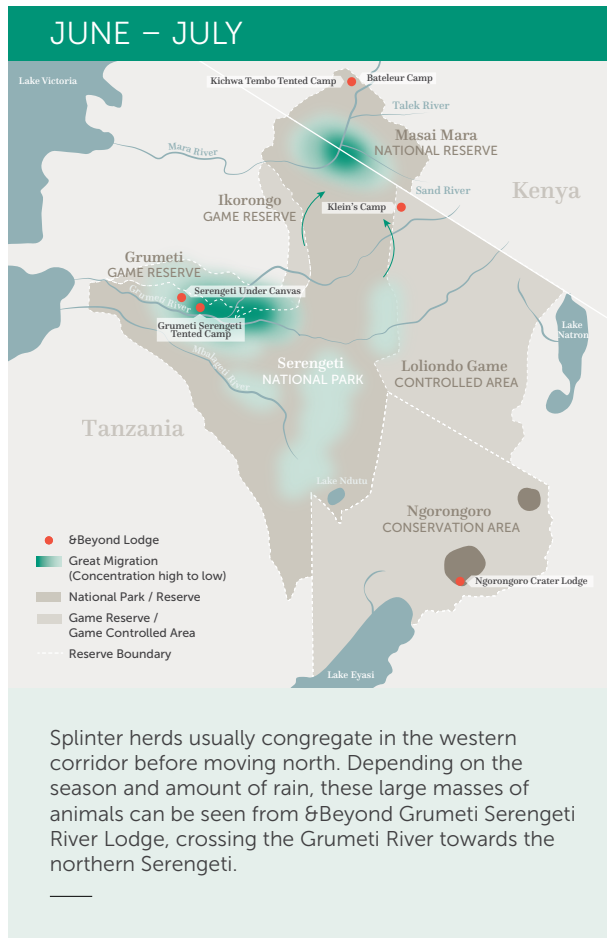 JUNE – JULY
Lake Victoria
Kichwa Tembo Tented Camp
Bateleur Camp
Talek River
Masai Mara
NATIONAL RESERVE
Mara River
Sand River
Kenya
Ikorongo
GAME RESERVE
Klein's Camp
Grumeti
GAME RESERVE
Serengeti Under Canvas
Grumeti River
Grumeti Serengeti
Tented Camp
Mbalageti River
Serengeti
NATIONAL PARK
Lake
Natron
Loliondo Game
CONTROLLED AREA
Tanzania
Lake Ndutu
Ngorongoro
CONSERVATION AREA
Ngorongoro Crater Lodge
Lake Eyasi
&Beyond Lodge
Great Migration
(Concentration high to low)
National Park / Reserve
Game Reserve /
Game Controlled Area
Reserve Boundary
Splinter herds usually congregate in the western
corridor before moving north. Depending on the
season and amount of rain, these large masses of
animals can be seen from &Beyond Grumeti Serengeti
River Lodge, crossing the Grumeti River towards the
northern Serengeti.